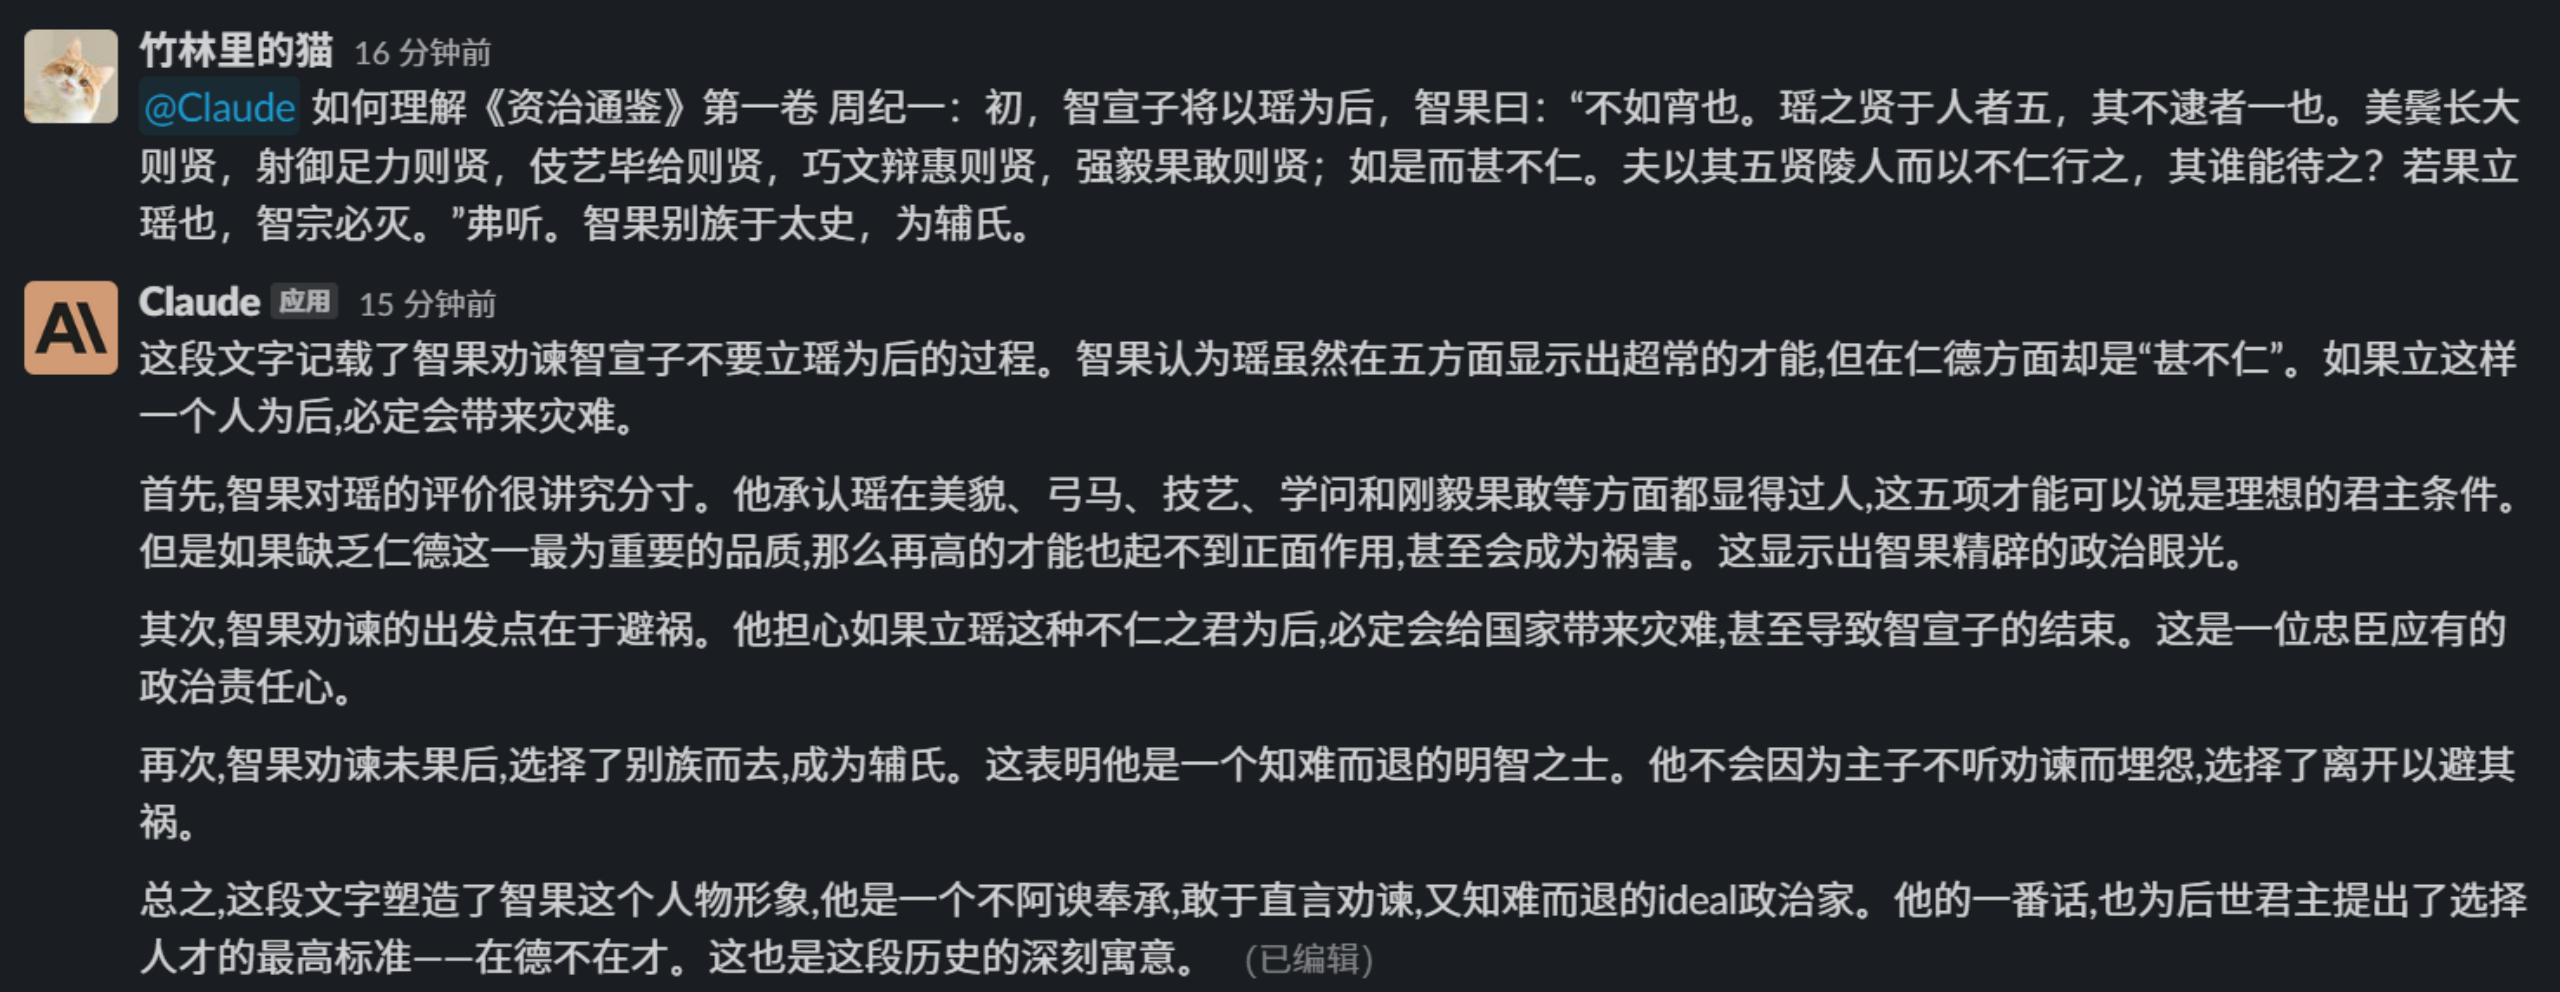 竹林里的猫 16 分钟前
@Claude 如何理解《资治通鉴》第一卷 周纪一：初，智宣子将以瑶为后，智果曰：“不如宵也。瑶之贤于人者五，其不逮者一也。美鬓长大
则贤，射御足力则贤，伎艺毕给则贤，巧文辩惠则贤，强毅果敢则贤；如是而甚不仁。夫以其五贤陵人而以不仁行之，其谁能待之？若果立
瑶也，智宗必灭。”弗听。智果别族于太史，为辅氏。
Claude 应用 15 分钟前
这段文字记载了智果劝谏智宣子不要立瑶为后的过程。智果认为瑶虽然在五方面显示出超常的才能,但在仁德方面却是“甚不仁”。如果立这样
一个人为后,必定会带来灾难。
首先,智果对瑶的评价很讲究分寸。他承认瑶在美貌、弓马、技艺、学问和刚毅果敢等方面都显得过人,这五项才能可以说是理想的君主条件。
但是如果缺乏仁德这一最为重要的品质,那么再高的才能也起不到正面作用,甚至会成为祸害。这显示出智果精辟的政治眼光。
其次,智果劝谏的出发点在于避祸。他担心如果立瑶这种不仁之君为后,必定会给国家带来灾难,甚至导致智宣子的结束。这是一位忠臣应有的
政治责任心。
再次,智果劝谏未果后,选择了别族而去,成为辅氏。这表明他是一个知难而退的明智之士。他不会因为主子不听劝谏而埋怨,选择了离开以避其
祸。
总之,这段文字塑造了智果这个人物形象,他是一个不阿谀奉承,敢于直言劝谏,又知难而退的ideal政治家。他的一番话,也为后世君主提出了选择
人才的最高标准——在德不在才。这也是这段历史的深刻寓意。 (已编辑)